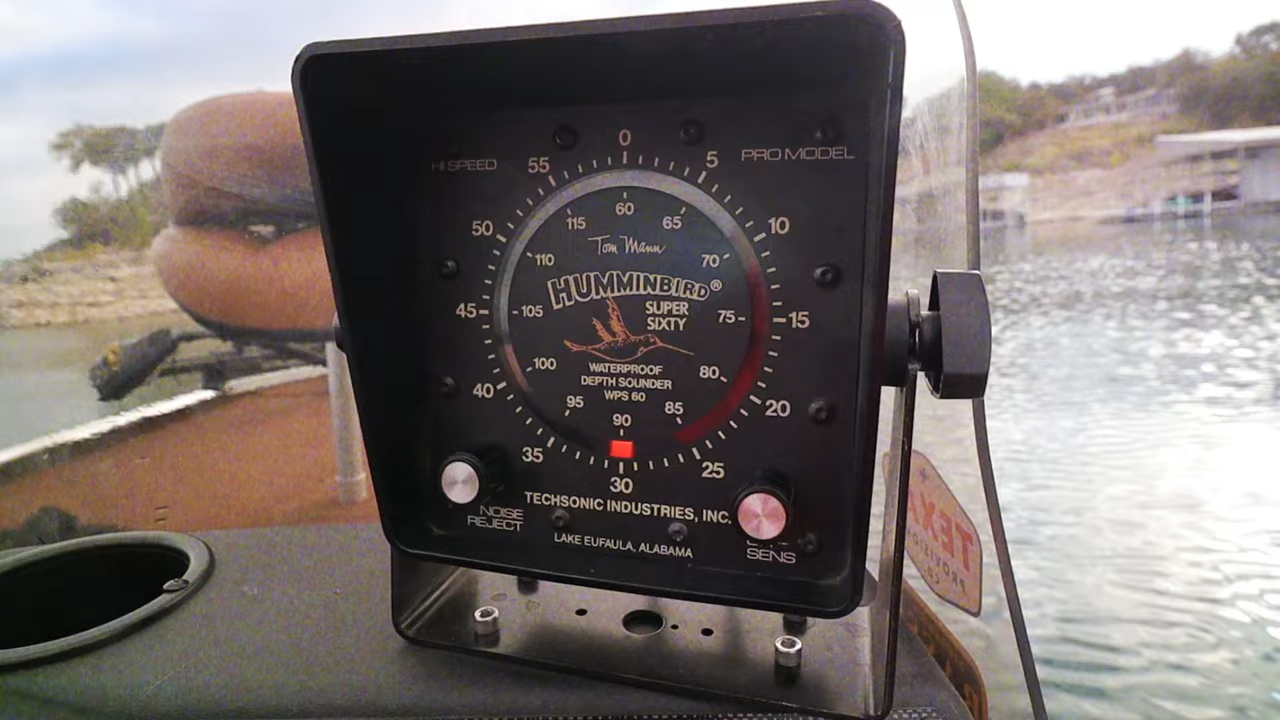 0
HI SPEED
55
5
PRO MODEL
60
115
65
50
10
Tom Mann
110
70
HUMMINBIRD®
SUPER
SIXTY
45
105
75
15
WATERPROOF
DEPTH SOUNDER
WPS 60
100
80
40
95
85
20
90
35
25
30
NOISE
REJECT
TECHSONIC INDUSTRIES, INC.
SENS
LAKE EUFAULA, ALABAMA